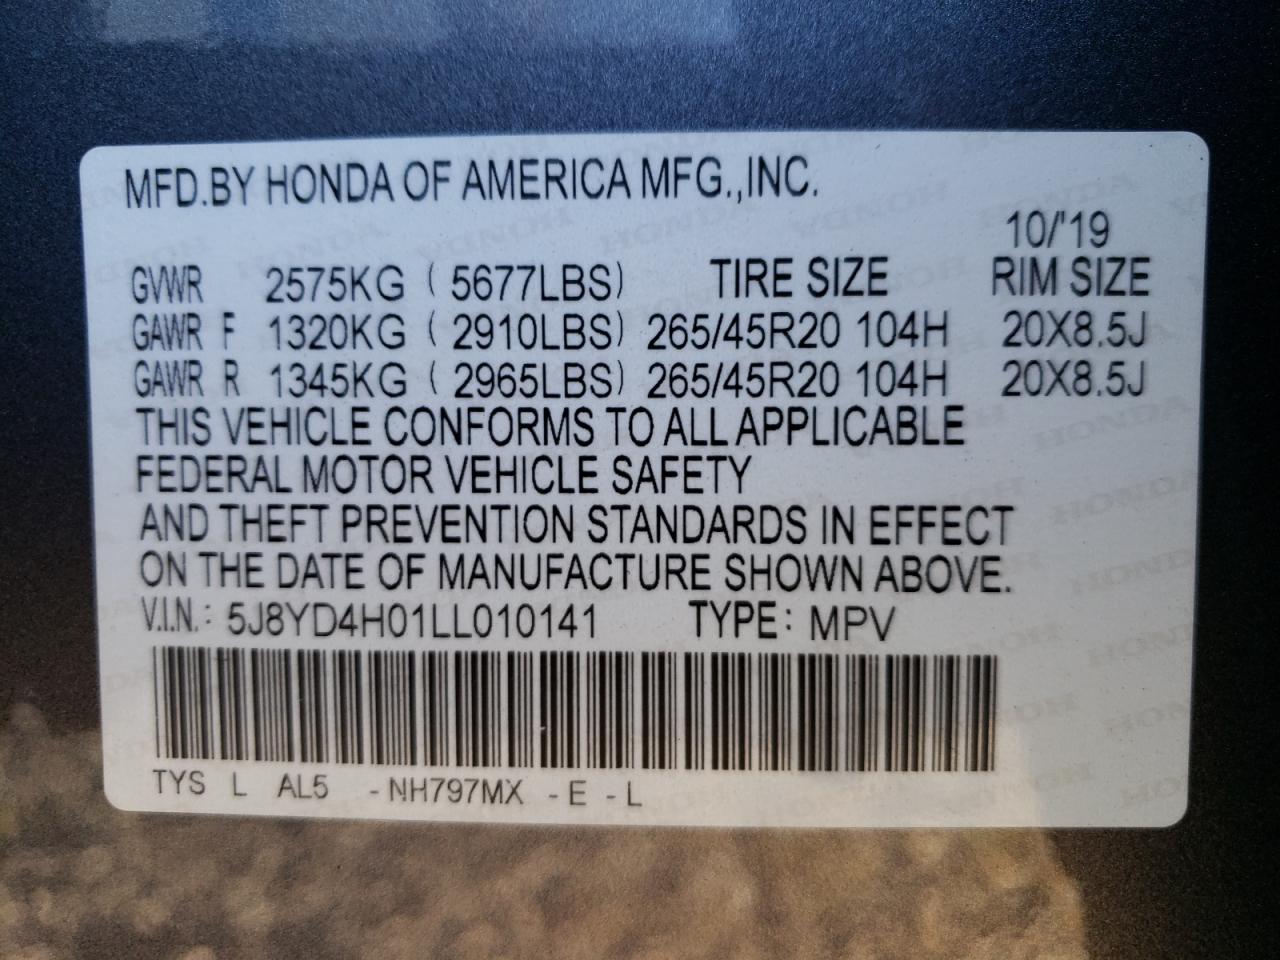 MFD.BY HONDA OF AMERICA MFG.,INC.
10/'19
GVWR 2575KG ( 5677LBS) TIRE SIZE RIM SIZE
GAWR F 1320KG ( 2910LBS) 265/45R20 104H 20X8.5J
GAWR R 1345KG ( 2965LBS) 265/45R20 104H 20X8.5J
THIS VEHICLE CONFORMS TO ALL APPLICABLE
FEDERAL MOTOR VEHICLE SAFETY
AND THEFT PREVENTION STANDARDS IN EFFECT
ON THE DATE OF MANUFACTURE SHOWN ABOVE.
V.I.N.: 5J8YD4H01LL010141 TYPE: MPV
TYS L AL5 -NH797MX -E -L